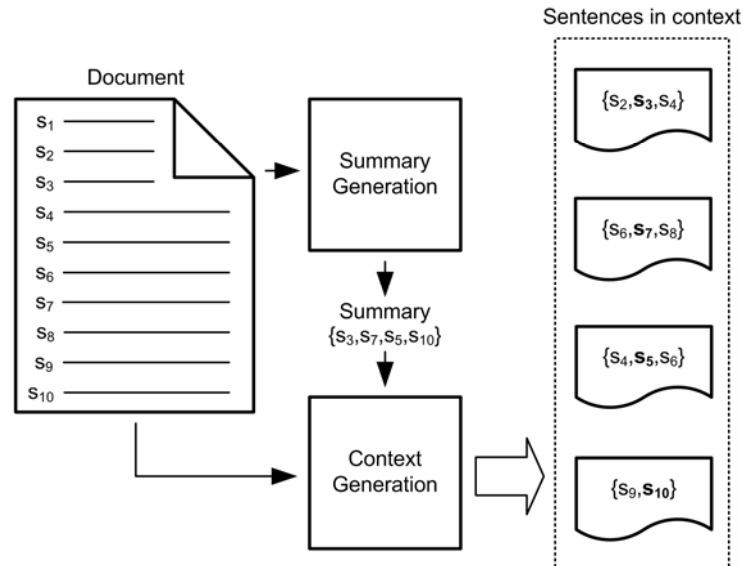 Sentences in context
Document
s₁
s₂
s₃
s₄
s₅
s₆
s₇
s₈
s₉
s₁₀
Summary
Generation
Summary
{s₃,s₇,s₅,s₁₀}
Context
Generation
{s₂,s₃,s₄}
{s₆,s₇,s₈}
{s₄,s₅,s₆}
{s₉,s₁₀}